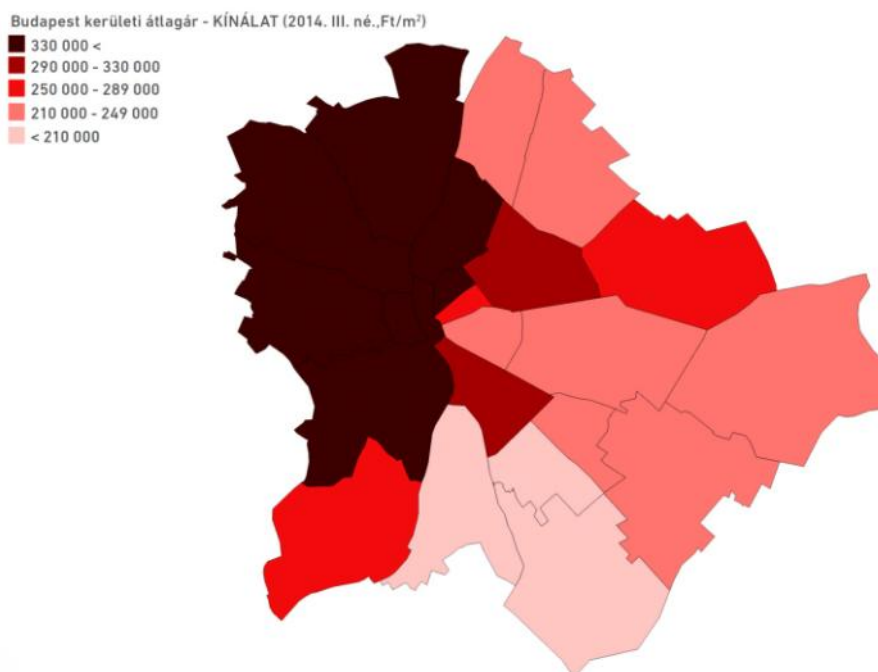 Budapest kerületi átlagár - KÍNÁLAT (2014. III. né.,Ft/m²)
330 000 <
290 000 - 330 000
250 000 - 289 000
210 000 - 249 000
< 210 000